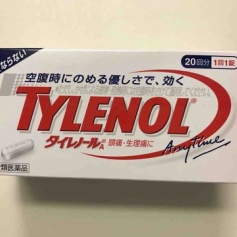 ならない
20回分 1回1錠
空腹時にのめる優しさで、効く
TYLENOL
タイレノールA 頭痛・生理痛に
Anytime
類医薬品